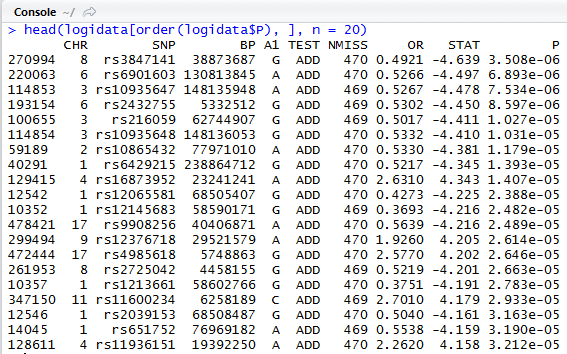 Console ~/
> head(logidata[order(logidata$P), ], n = 20)
CHR SNP BP A1 TEST NMISS OR STAT P
270994 8 rs3847141 38873687 G ADD 470 0.4921 -4.639 3.508e-06
220063 6 rs6901603 130813845 A ADD 470 0.5266 -4.497 6.893e-06
114853 3 rs10935647 148135948 A ADD 469 0.5267 -4.478 7.534e-06
193154 6 rs2432755 5332512 G ADD 469 0.5302 -4.450 8.597e-06
100655 3 rs216059 62744907 G ADD 469 0.5017 -4.411 1.027e-05
114854 3 rs10935648 148136053 G ADD 470 0.5332 -4.410 1.031e-05
59189 2 rs10865432 77971010 A ADD 470 0.5330 -4.381 1.179e-05
40291 1 rs6429215 238864712 G ADD 470 0.5217 -4.345 1.393e-05
129415 4 rs16873952 23241241 A ADD 470 2.6310 4.343 1.407e-05
12542 1 rs12065581 68505407 G ADD 470 0.4273 -4.225 2.388e-05
10352 1 rs12145683 58590171 G ADD 469 0.3693 -4.216 2.482e-05
478421 17 rs9908256 40406871 A ADD 470 0.5639 -4.216 2.489e-05
299494 9 rs12376718 29521579 A ADD 470 1.9260 4.205 2.614e-05
472444 17 rs4985618 5748863 G ADD 470 2.5770 4.202 2.646e-05
261953 8 rs2725042 4458155 G ADD 469 0.5219 -4.201 2.663e-05
10357 1 rs1213661 58602766 G ADD 470 0.3751 -4.191 2.783e-05
347150 11 rs11600234 6258189 C ADD 469 2.7010 4.179 2.933e-05
12546 1 rs2039153 68508487 G ADD 470 0.5040 -4.161 3.163e-05
14045 1 rs651752 76969182 A ADD 469 0.5538 -4.159 3.190e-05
128611 4 rs11936151 19392250 A ADD 470 2.2620 4.158 3.212e-05